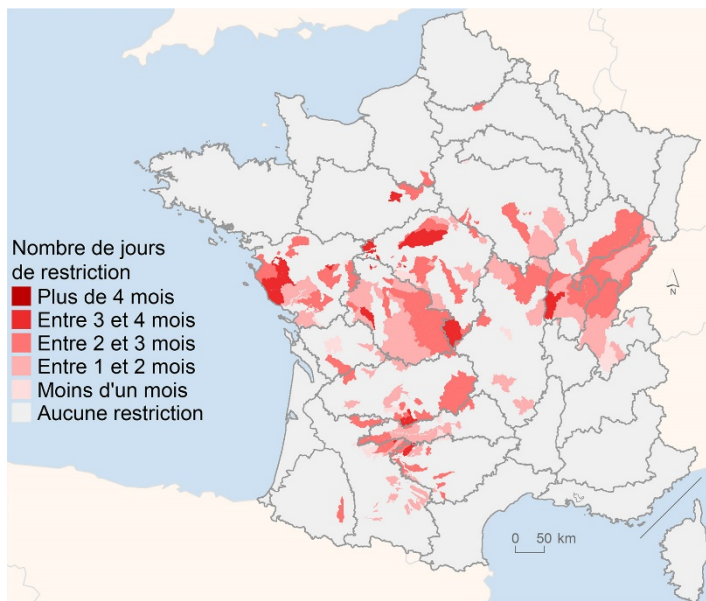 Nombre de jours
de restriction
Plus de 4 mois
Entre 3 et 4 mois
Entre 2 et 3 mois
Entre 1 et 2 mois
Moins d'un mois
Aucune restriction
N
0 50 km